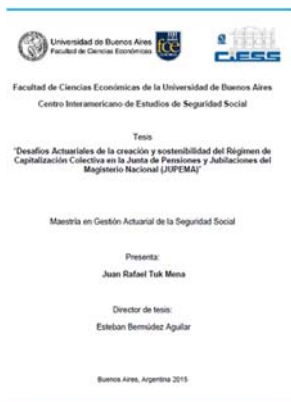 Universidad de Buenos Aires
Facultad de Ciencias Económicas
fce
CIESS
Facultad de Ciencias Económicas de la Universidad de Buenos Aires
Centro Interamericano de Estudios de Seguridad Social
Tesis
"Desafíos Actuariales de la creación y sostenibilidad del Régimen de
Capitalización Colectiva en la Junta de Pensiones y Jubilaciones del
Magisterio Nacional (JUPEMA)"
Maestría en Gestión Actuarial de la Seguridad Social
Presenta:
Juan Rafael Tuk Mena
Director de tesis:
Esteban Bermúdez Aguilar
Buenos Aires, Argentina 2015